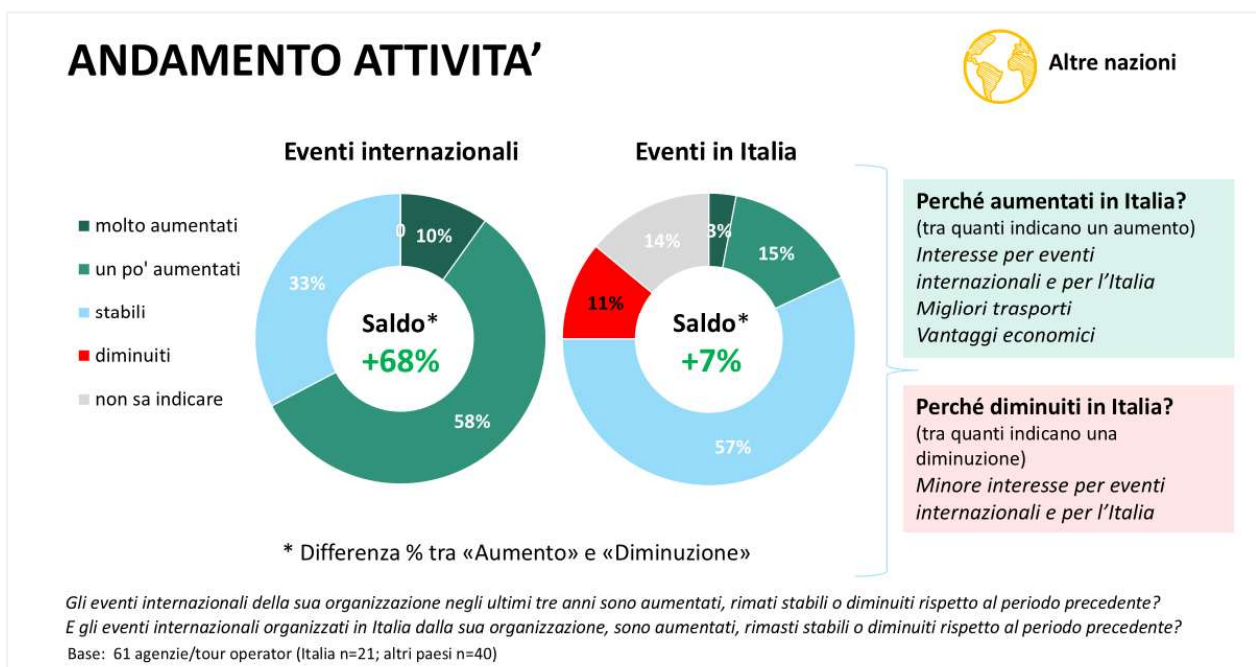 ANDAMENTO ATTIVITA'
Altre nazioni
Eventi internazionali
Eventi in Italia
molto aumentati
un po' aumentati
stabili
diminuiti
non sa indicare
0
10%
33%
58%
Saldo*
+68%
3%
15%
14%
11%
57%
Saldo*
+7%
Perché aumentati in Italia?
(tra quanti indicano un aumento)
Interesse per eventi
internazionali e per l'Italia
Migliori trasporti
Vantaggi economici
Perché diminuiti in Italia?
(tra quanti indicano una
diminuzione)
Minore interesse per eventi
internazionali e per l'Italia
* Differenza % tra «Aumento» e «Diminuzione»
Gli eventi internazionali della sua organizzazione negli ultimi tre anni sono aumentati, rimati stabili o diminuiti rispetto al periodo precedente?
E gli eventi internazionali organizzati in Italia dalla sua organizzazione, sono aumentati, rimasti stabili o diminuiti rispetto al periodo precedente?
Base: 61 agenzie/tour operator (Italia n=21; altri paesi n=40)